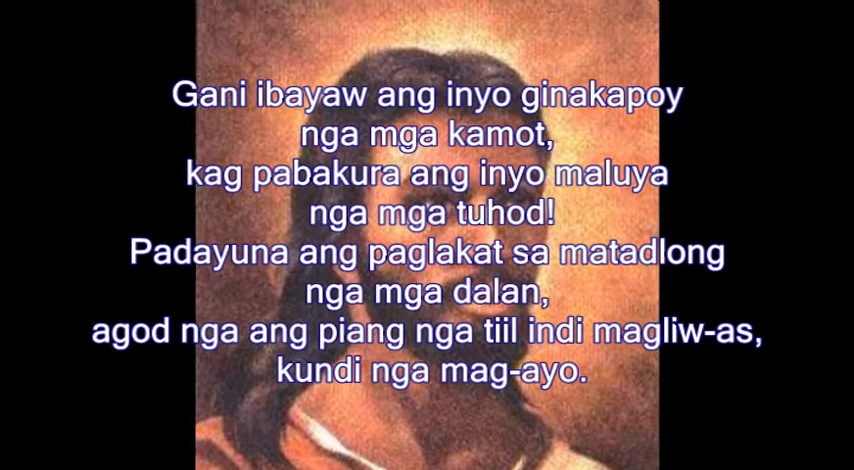 Gani ibayaw ang inyo ginakapoy
nga mga kamot,
kag pabakura ang inyo maluya
nga mga tuhod!
Padayuna ang paglakat sa matadlong
nga mga dalan,
agod nga ang piang nga tiil indi magliw-as,
kundi nga mag-ayo.